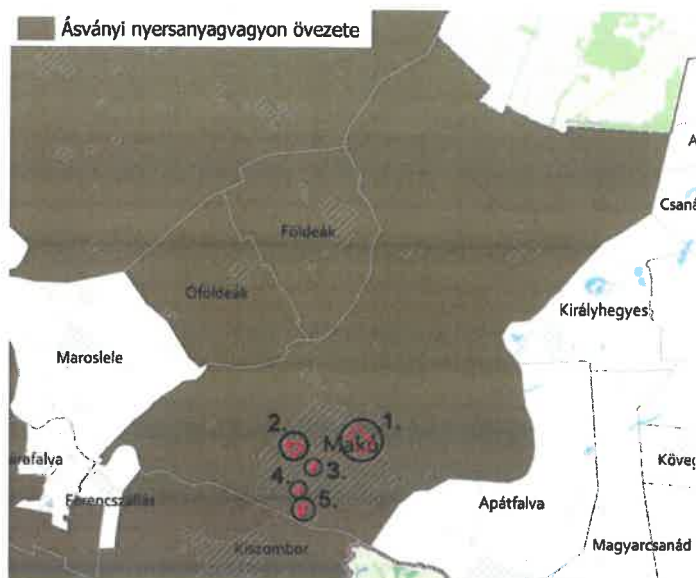 Ásványi nyersanyagvagyon övezete
A
Csaná
Földeák
Óföldeák
Királyhegyes
Maroslele
1.
2.
Makó
3.
arafalva
4.
Köveg
Ferencszállás
5.
Apátfalva
Magyarcsanád
Kiszombor